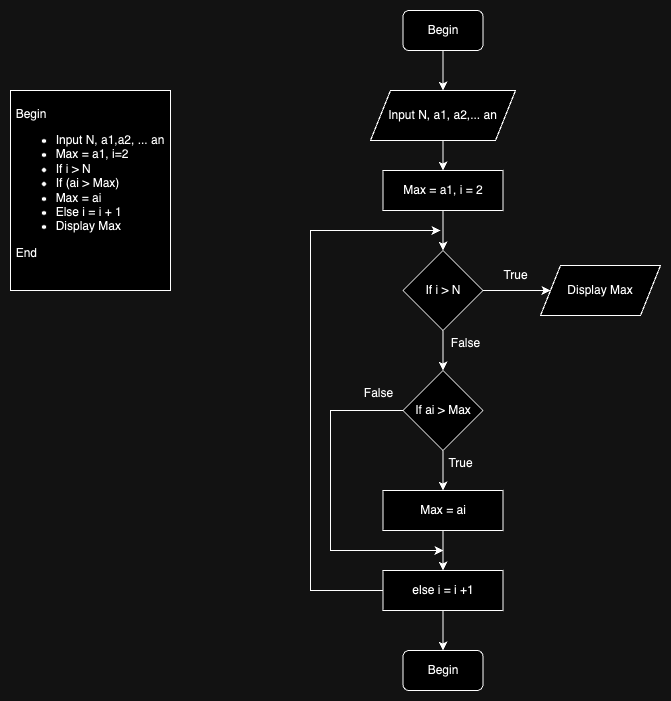 Begin
Input N, a1,a2, ... an
Max = a1, i=2
If i > N
If (ai > Max)
Max = ai
Else i = i + 1
Display Max
End
Begin
Input N, a1, a2,... an
Max = a1, i = 2
If i > N
True
Display Max
False
If ai > Max
False
True
Max = ai
else i = i +1
Begin